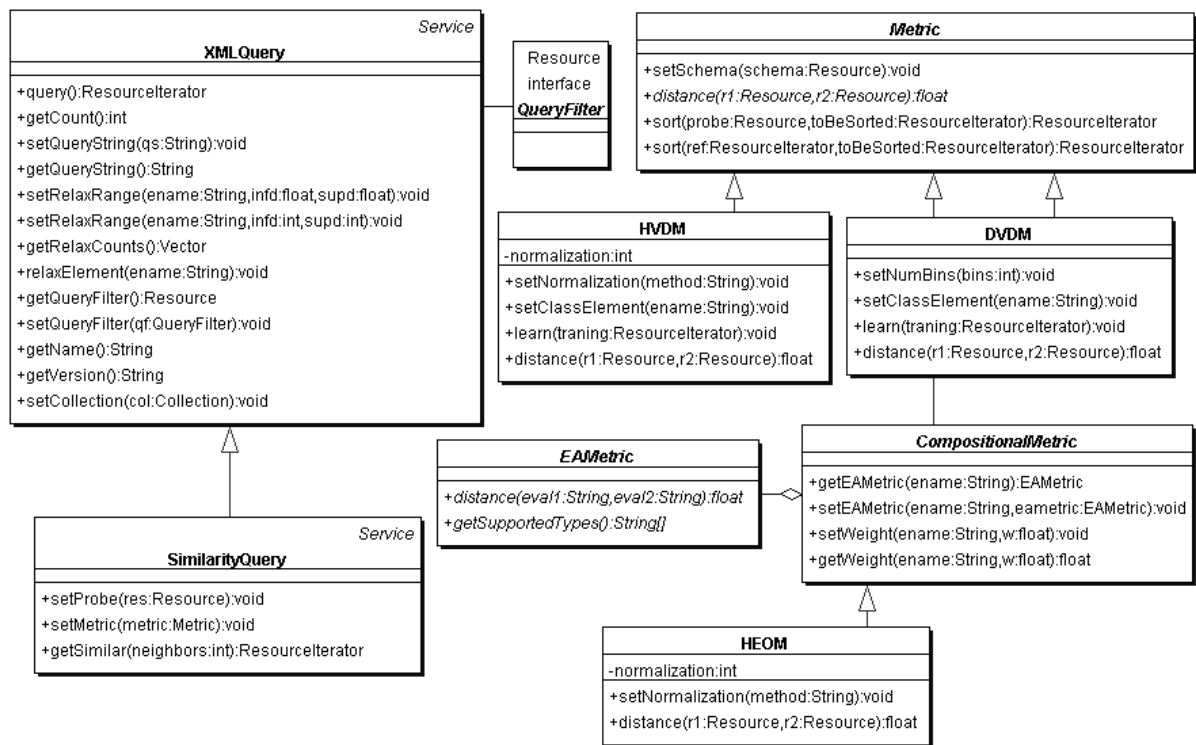 Service
XMLQuery
+query():ResourceIterator
+getCount():int
+setQueryString(qs:String):void
+getQueryString():String
+setRelaxRange(ename:String,infd:float,supd:float):void
+setRelaxRange(ename:String,infd:int,supd:int):void
+getRelaxCounts():Vector
+relaxElement(ename:String):void
+getQueryFilter():Resource
+setQueryFilter(qf:QueryFilter):void
+getName():String
+getVersion():String
+setCollection(col:Collection):void
Resource
interface
QueryFilter
Metric
+setSchema(schema:Resource):void
+distance(r1:Resource,r2:Resource):float
+sort(probe:Resource,toBeSorted:ResourceIterator):ResourceIterator
+sort(ref:ResourceIterator,toBeSorted:ResourceIterator):ResourceIterator
HVDM
-normalization:int
+setNormalization(method:String):void
+setClassElement(ename:String):void
+learn(traning:ResourceIterator):void
+distance(r1:Resource,r2:Resource):float
DVDM
+setNumBins(bins:int):void
+setClassElement(ename:String):void
+learn(traning:ResourceIterator):void
+distance(r1:Resource,r2:Resource):float
EAMetric
+distance(eval1:String,eval2:String):float
+getSupportedTypes():String[]
CompositionalMetric
+getEAMetric(ename:String):EAMetric
+setEAMetric(ename:String,eametric:EAMetric):void
+setWeight(ename:String,w:float):void
+getWeight(ename:String,w:float):float
Service
SimilarityQuery
+setProbe(res:Resource):void
+setMetric(metric:Metric):void
+getSimilar(neighbors:int):ResourceIterator
HEOM
-normalization:int
+setNormalization(method:String):void
+distance(r1:Resource,r2:Resource):float